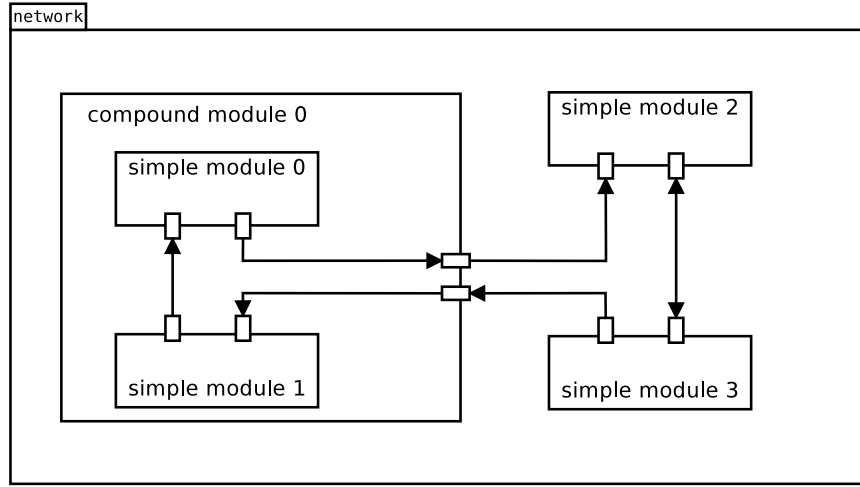 network
compound module 0
simple module 0
simple module 1
simple module 2
simple module 3